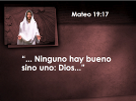 Mateo 19:17
“... Ninguno hay bueno
sino uno: Dios...”